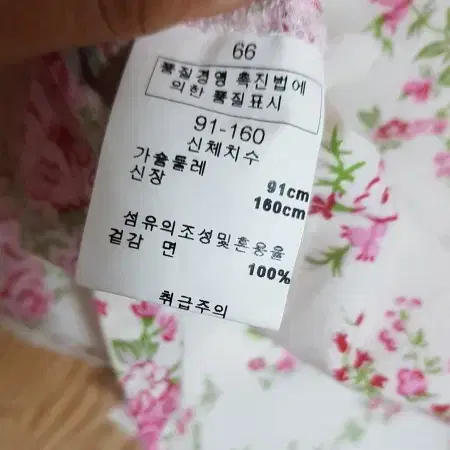 66
품질경영 촉진법에
의한 품질표시
91-160
신체치수
가슴둘레 91cm
신장 160cm
섬유의조성및혼용율
겉감 면 100%
취급주의